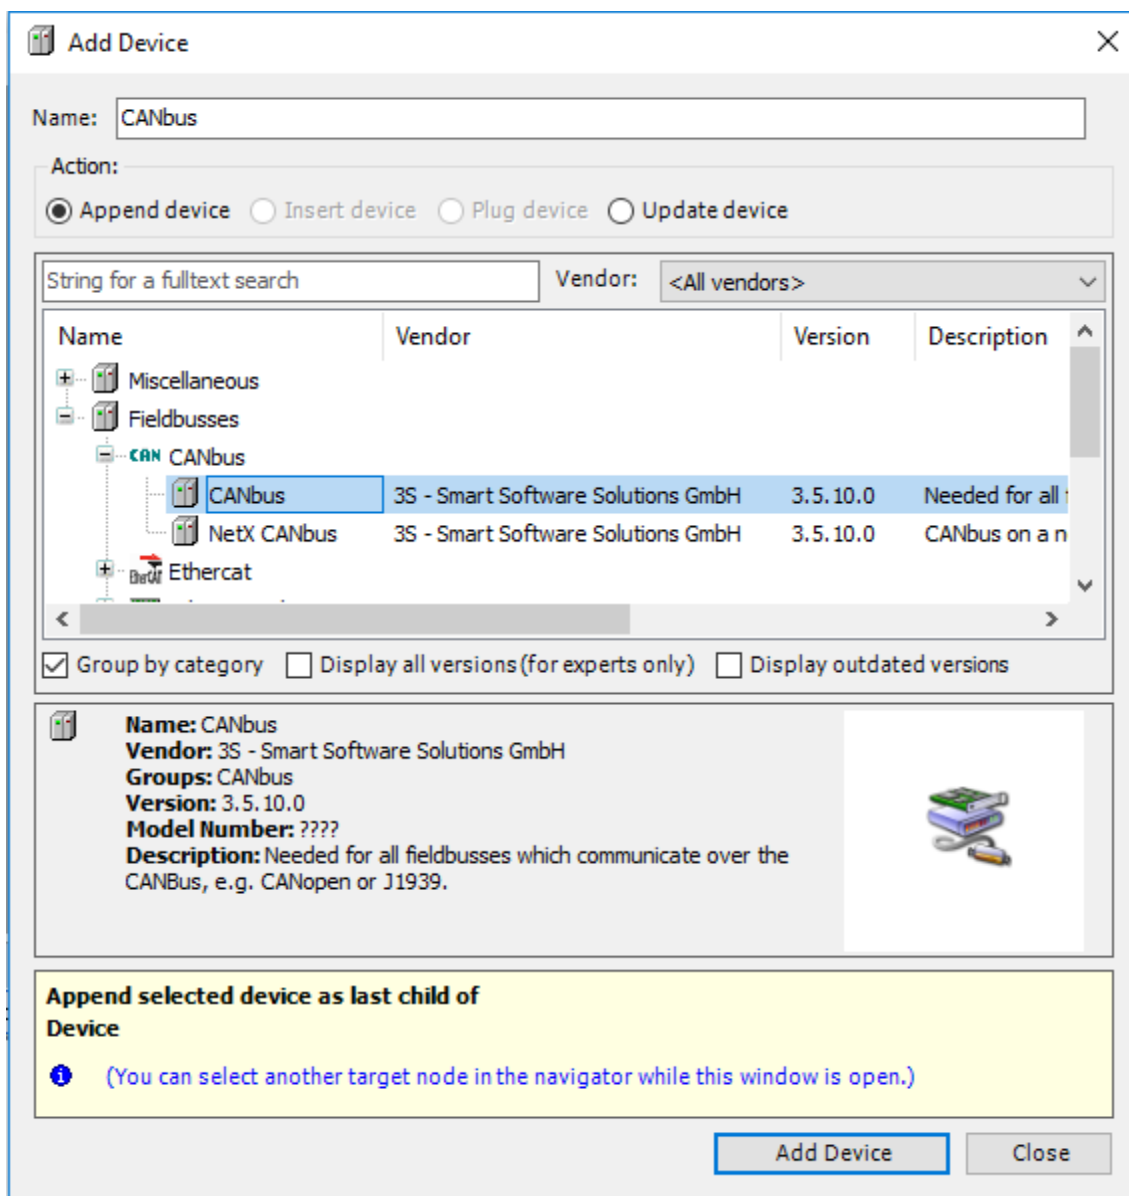 Add Device
Name: CANbus
Action:
Append device Insert device Plug device Update device
String for a fulltext search Vendor: <All vendors>
Name Vendor Version Description
Miscellaneous
Fieldbusses
CAN CANbus
CANbus 3S - Smart Software Solutions GmbH 3.5.10.0 Needed for all
NetX CANbus 3S - Smart Software Solutions GmbH 3.5.10.0 CANbus on a n
EtherCAT Ethercat
Group by category Display all versions (for experts only) Display outdated versions
Name: CANbus
Vendor: 3S - Smart Software Solutions GmbH
Groups: CANbus
Version: 3.5.10.0
Model Number: ????
Description: Needed for all fieldbusses which communicate over the
CANBus, e.g. CANopen or J1939.
Append selected device as last child of
Device
(You can select another target node in the navigator while this window is open.)
Add Device Close